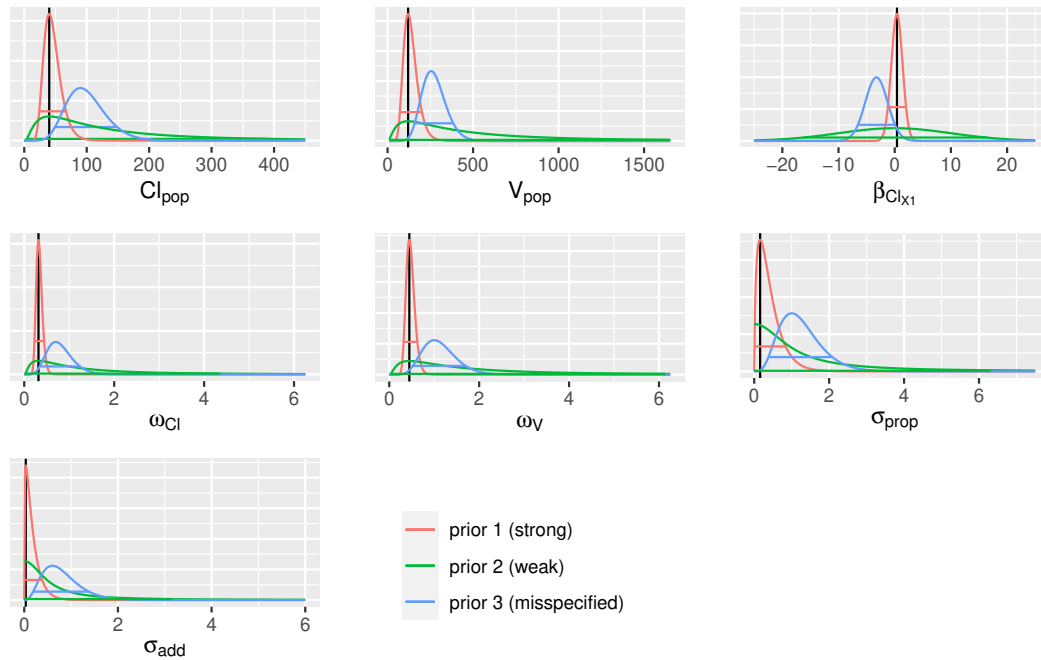 0 100 200 300 400
Cl_pop
0 500 1000 1500
V_pop
−20 −10 0 10 20
β_Cl_X1
0 2 4 6
ω_Cl
0 2 4 6
ω_V
0 2 4 6
σ_prop
0 2 4 6
σ_add
prior 1 (strong)
prior 2 (weak)
prior 3 (misspecified)